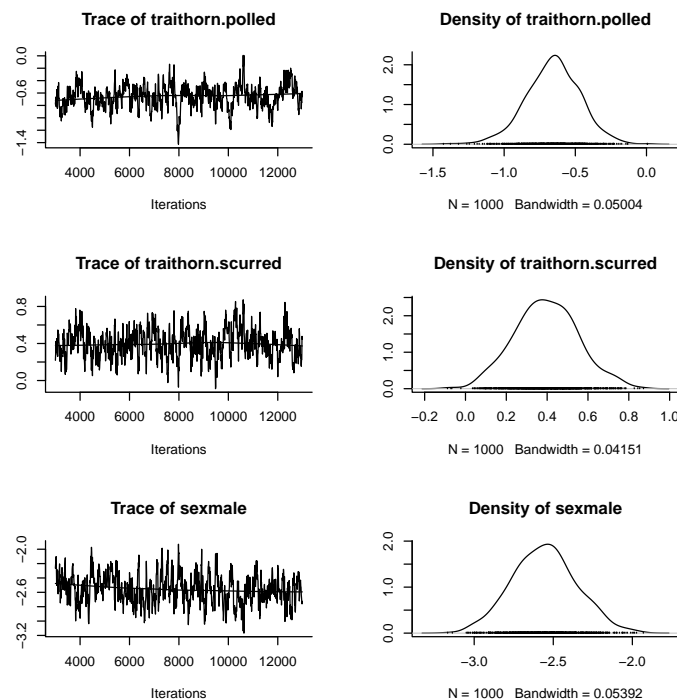 Trace of traithorn.polled
0.0
−0.6
−1.4
4000 6000 8000 10000 12000
Iterations
Density of traithorn.polled
2.0
1.0
0.0
−1.5 −1.0 −0.5 0.0
N = 1000 Bandwidth = 0.05004
Trace of traithorn.scurred
0.8
0.4
0.0
4000 6000 8000 10000 12000
Iterations
Density of traithorn.scurred
2.0
1.0
0.0
−0.2 0.0 0.2 0.4 0.6 0.8 1.0
N = 1000 Bandwidth = 0.04151
Trace of sexmale
−2.0
−2.6
−3.2
4000 6000 8000 10000 12000
Iterations
Density of sexmale
2.0
1.0
0.0
−3.0 −2.5 −2.0
N = 1000 Bandwidth = 0.05392